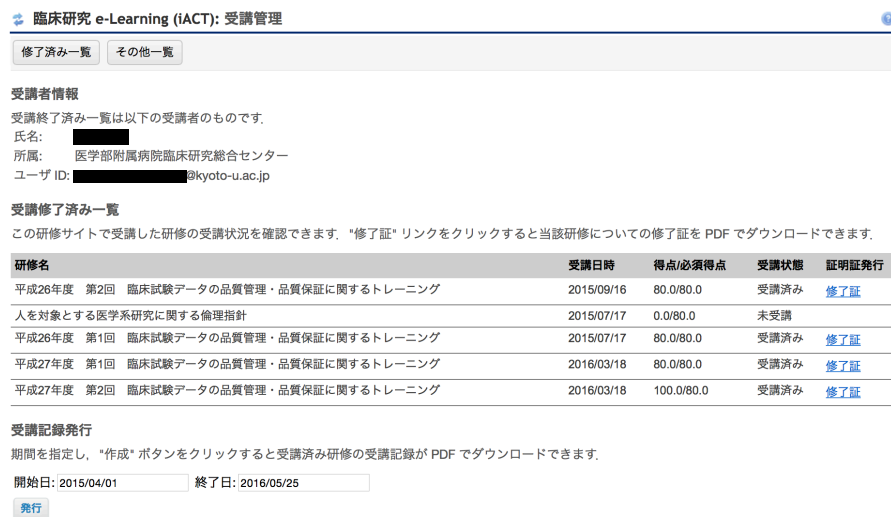 臨床研究 e-Learning (iACT): 受講管理
修了済み一覧 その他一覧
受講者情報
受講終了済み一覧は以下の受講者のものです.
氏名:
所属: 医学部附属病院臨床研究総合センター
ユーザ ID: @kyoto-u.ac.jp
受講修了済み一覧
この研修サイトで受講した研修の受講状況を確認できます. "修了証" リンクをクリックすると当該研修についての修了証を PDF でダウンロードできます.
研修名 受講日時 得点/必須得点 受講状態 証明証発行
平成26年度 第2回 臨床試験データの品質管理・品質保証に関するトレーニング 2015/09/16 80.0/80.0 受講済み 修了証
人を対象とする医学系研究に関する倫理指針 2015/07/17 0.0/80.0 未受講
平成26年度 第1回 臨床試験データの品質管理・品質保証に関するトレーニング 2015/07/17 80.0/80.0 受講済み 修了証
平成27年度 第1回 臨床試験データの品質管理・品質保証に関するトレーニング 2016/03/18 80.0/80.0 受講済み 修了証
平成27年度 第2回 臨床試験データの品質管理・品質保証に関するトレーニング 2016/03/18 100.0/80.0 受講済み 修了証
受講記録発行
期間を指定し, "作成" ボタンをクリックすると受講済み研修の受講記録が PDF でダウンロードできます.
開始日: 2015/04/01 終了日: 2016/05/25
発行